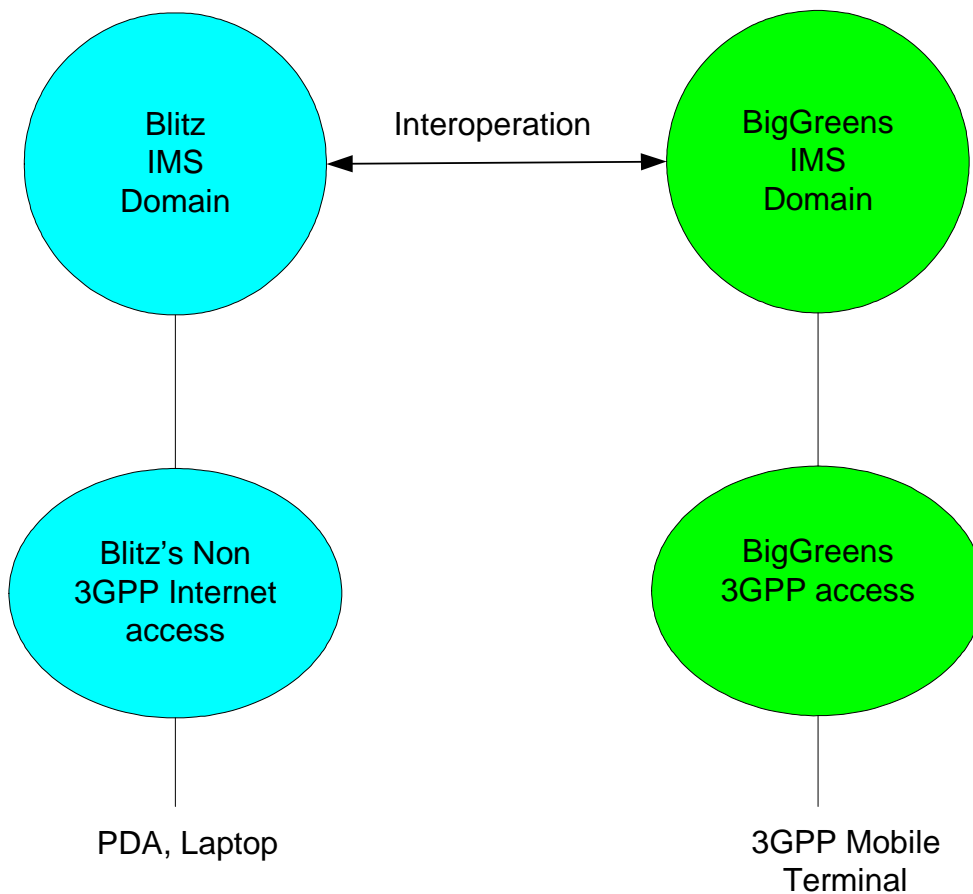 Blitz
IMS
Domain
Interoperation
BigGreens
IMS
Domain
Blitz's Non
3GPP Internet
access
BigGreens
3GPP access
PDA, Laptop
3GPP Mobile
Terminal